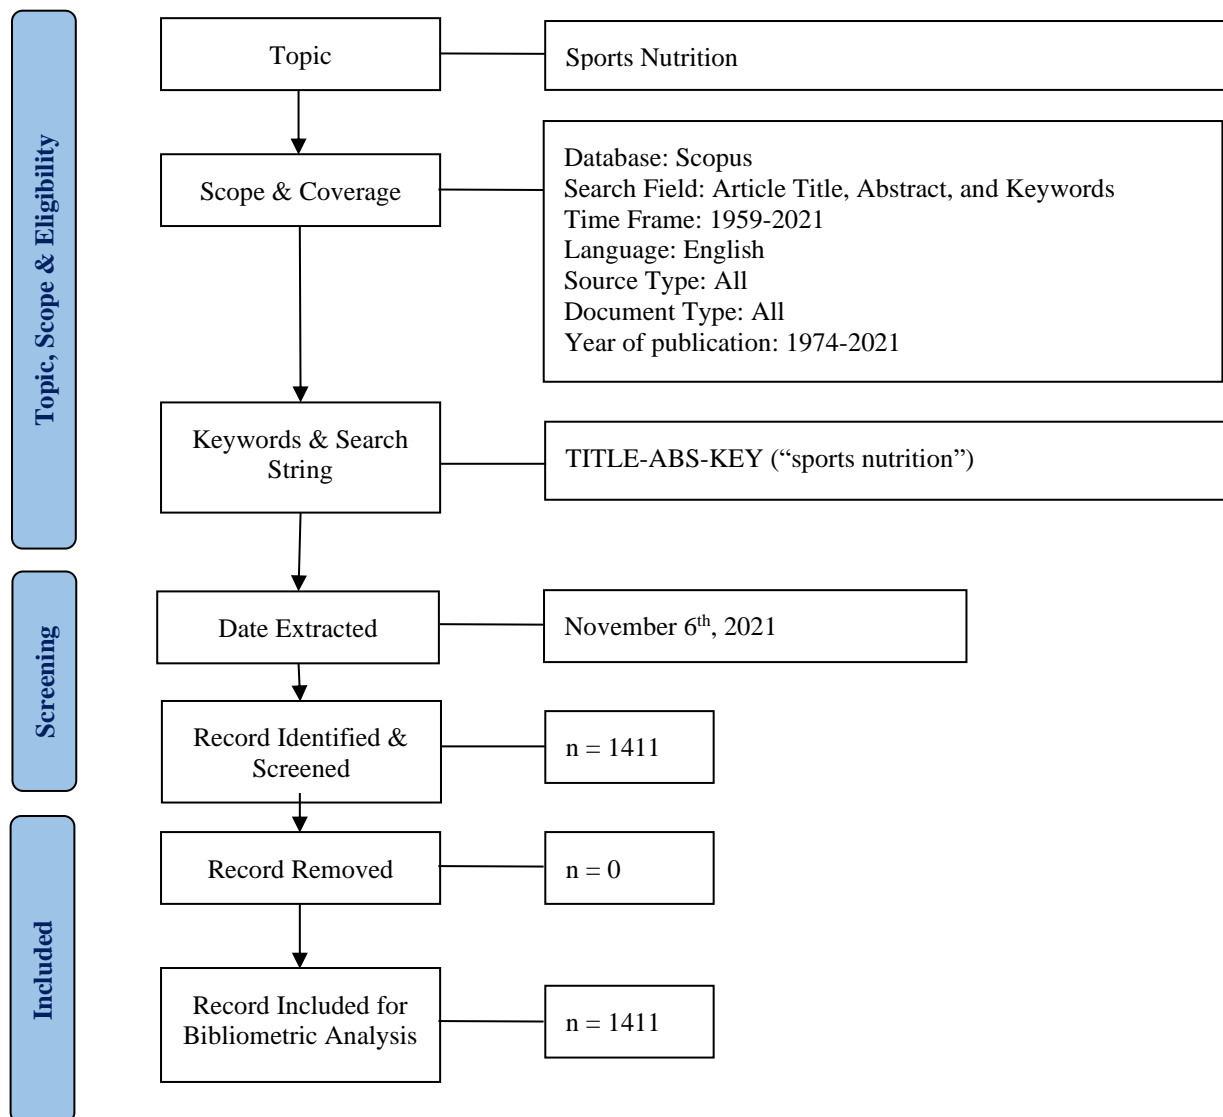 Topic, Scope & Eligibility
Topic
Sports Nutrition
Scope & Coverage
Database: Scopus
Search Field: Article Title, Abstract, and Keywords
Time Frame: 1959-2021
Language: English
Source Type: All
Document Type: All
Year of publication: 1974-2021
Keywords & Search
String
TITLE-ABS-KEY (“sports nutrition”)
Screening
Date Extracted
November 6th, 2021
Record Identified &
Screened
n = 1411
Included
Record Removed
n = 0
Record Included for
Bibliometric Analysis
n = 1411